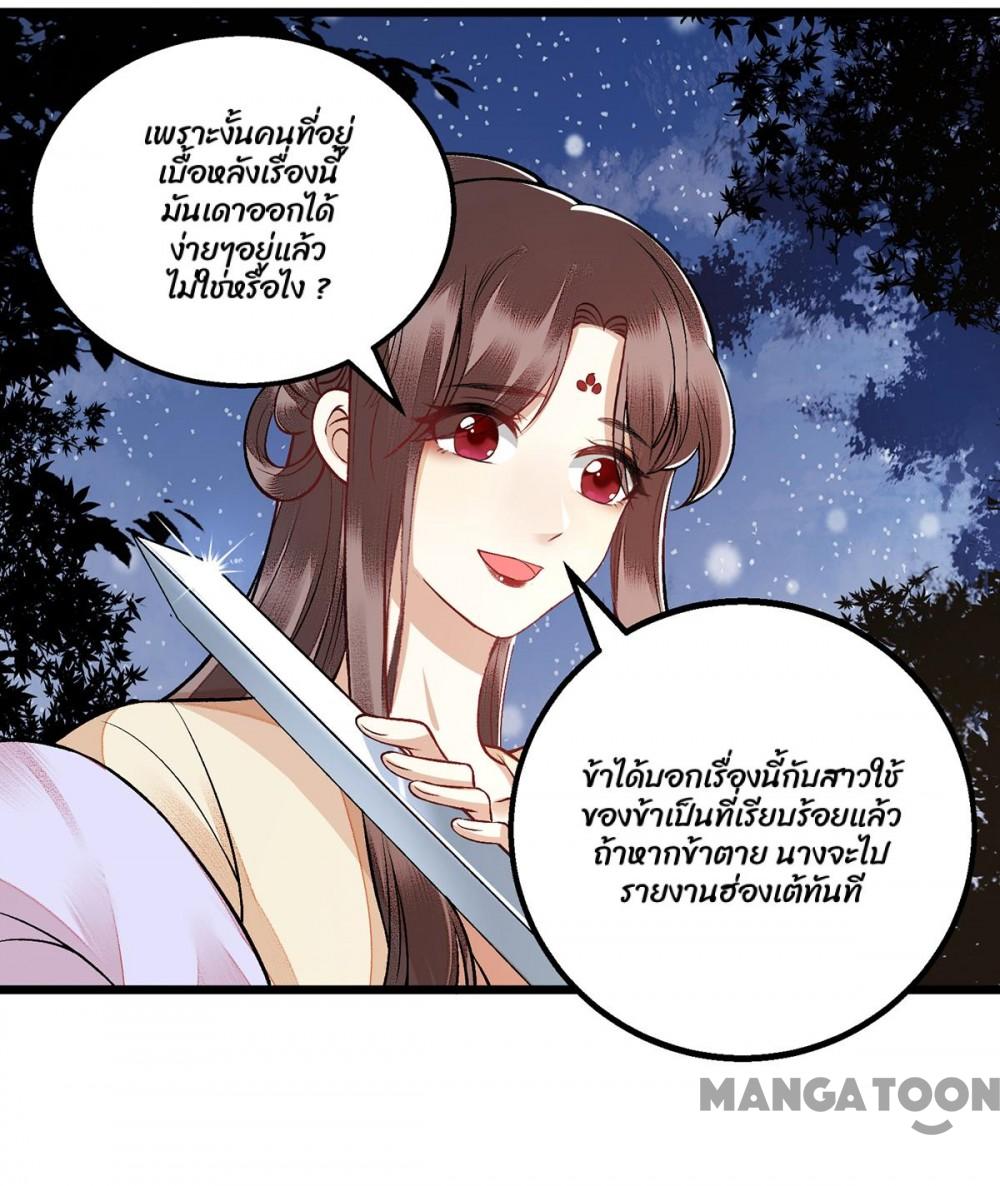 เพราะงั้นคนที่อยู่
เบื้อหลังเรื่องนี้
มันเดาออกได้
ง่ายๆอยู่แล้ว
ไม่ใช่หรือไง ?
ข้าได้บอกเรื่องนี้กับสาวใช้
ของข้าเป็นที่เรียบร้อยแล้ว
ถ้าหากข้าตาย นางจะไป
รายงานฮ่องเต้ทันที
MANGATOON